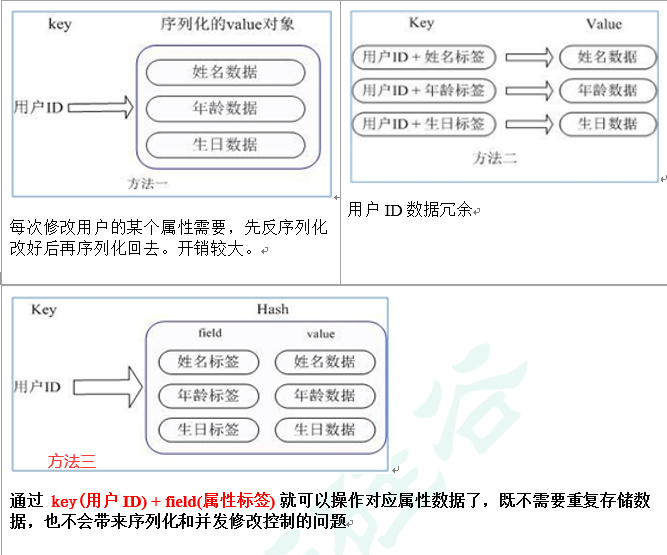 key 序列化的value对象
姓名数据
用户ID
年龄数据
生日数据
方法一
每次修改用户的某个属性需要，先反序列化
改好后再序列化回去。开销较大。
Key Value
用户ID + 姓名标签 姓名数据
用户ID + 年龄标签 年龄数据
用户ID + 生日标签 生日数据
方法二
用户 ID 数据冗余
Key Hash
field value
姓名标签 姓名数据
用户ID
年龄标签 年龄数据
生日标签 生日数据
方法三
通过 key(用户 ID) + field(属性标签) 就可以操作对应属性数据了，既不需要重复存储数
据，也不会带来序列化和并发修改控制的问题
硅谷